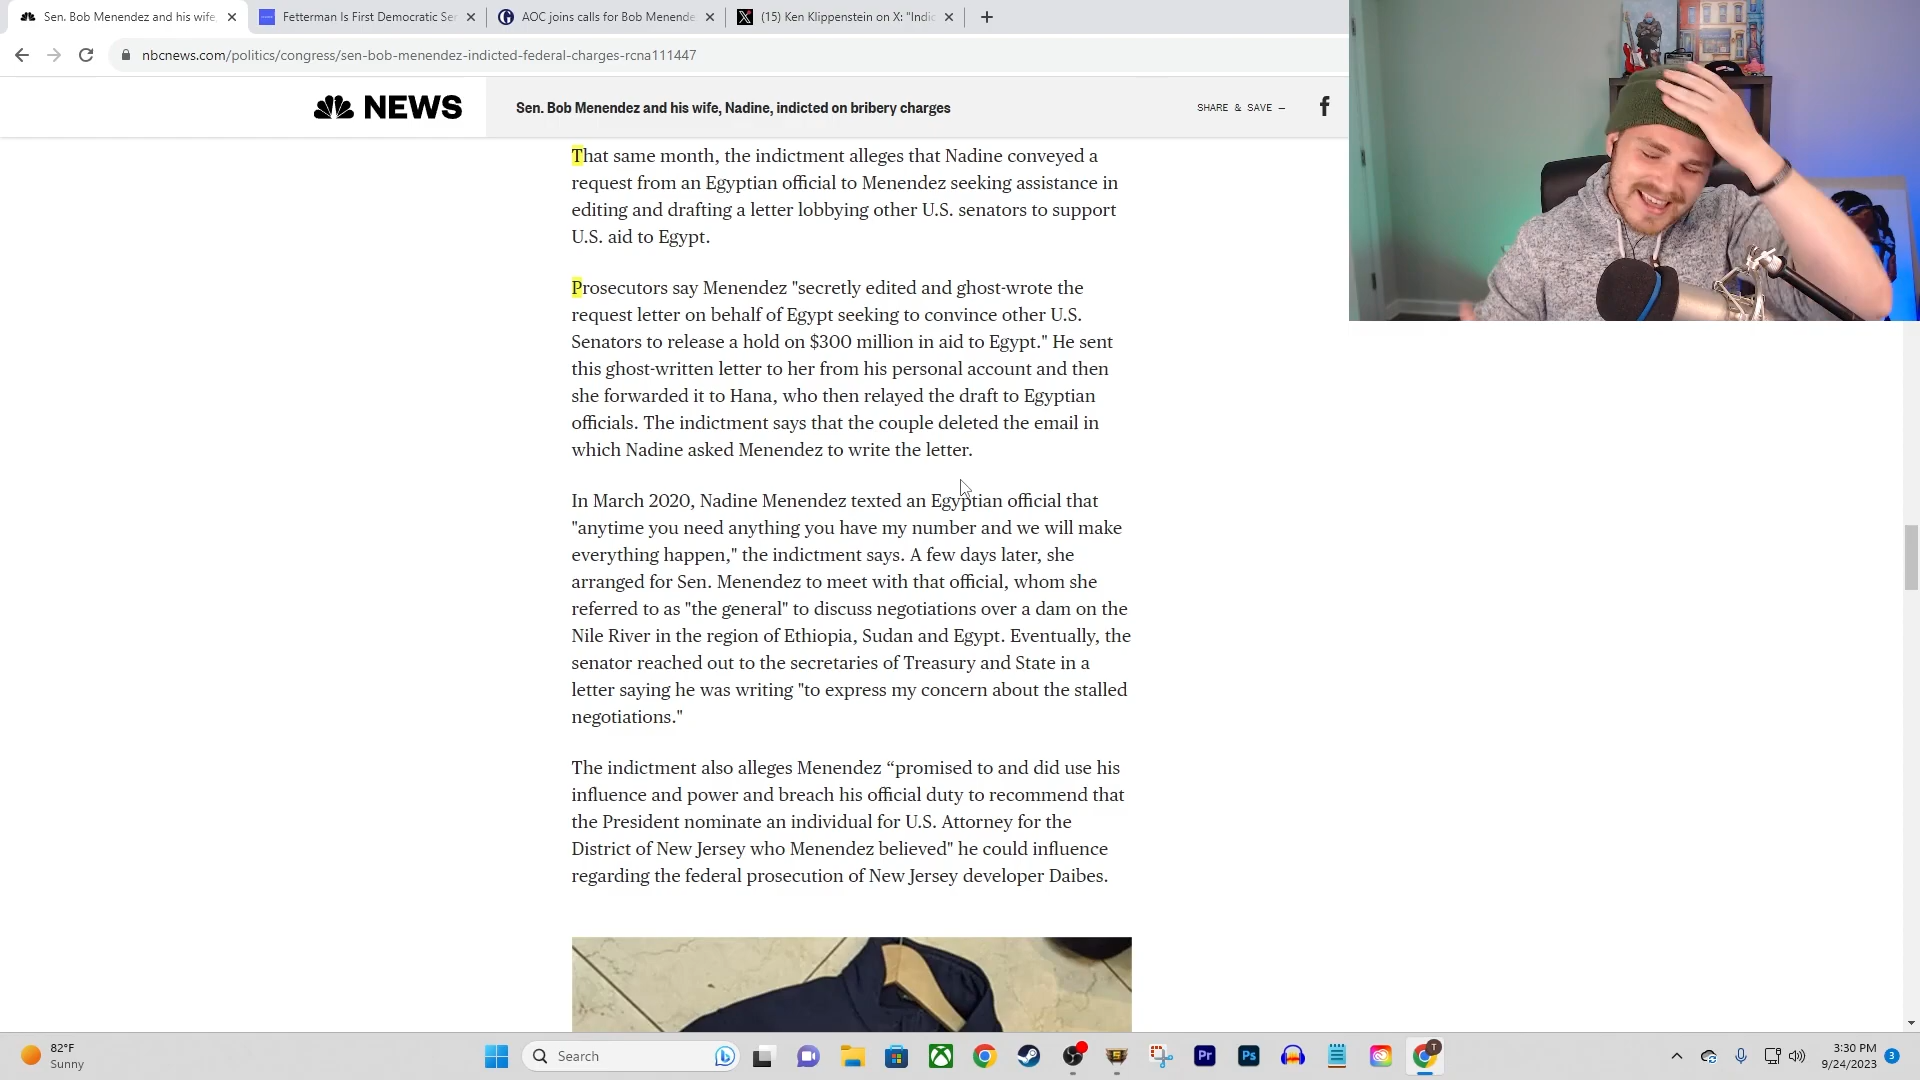 Sen. Bob Menendez and his wife,
Fetterman Is First Democratic Ser
AOC joins calls for Bob Menende
(15) Ken Klippenstein on X: "Indic
nbcnews.com/politics/congress/sen-bob-menendez-indicted-federal-charges-rcna111447
NEWS
Sen. Bob Menendez and his wife, Nadine, indicted on bribery charges
SHARE & SAVE —
That same month, the indictment alleges that Nadine conveyed a
request from an Egyptian official to Menendez seeking assistance in
editing and drafting a letter lobbying other U.S. senators to support
U.S. aid to Egypt.
Prosecutors say Menendez "secretly edited and ghost-wrote the
request letter on behalf of Egypt seeking to convince other U.S.
Senators to release a hold on $300 million in aid to Egypt." He sent
this ghost-written letter to her from his personal account and then
she forwarded it to Hana, who then relayed the draft to Egyptian
officials. The indictment says that the couple deleted the email in
which Nadine asked Menendez to write the letter.
In March 2020, Nadine Menendez texted an Egyptian official that
"anytime you need anything you have my number and we will make
everything happen," the indictment says. A few days later, she
arranged for Sen. Menendez to meet with that official, whom she
referred to as "the general" to discuss negotiations over a dam on the
Nile River in the region of Ethiopia, Sudan and Egypt. Eventually, the
senator reached out to the secretaries of Treasury and State in a
letter saying he was writing "to express my concern about the stalled
negotiations."
The indictment also alleges Menendez “promised to and did use his
influence and power and breach his official duty to recommend that
the President nominate an individual for U.S. Attorney for the
District of New Jersey who Menendez believed" he could influence
regarding the federal prosecution of New Jersey developer Daibes.
82°F
Sunny
Search
Pr
Ps
T
3:30 PM
9/24/2023
3